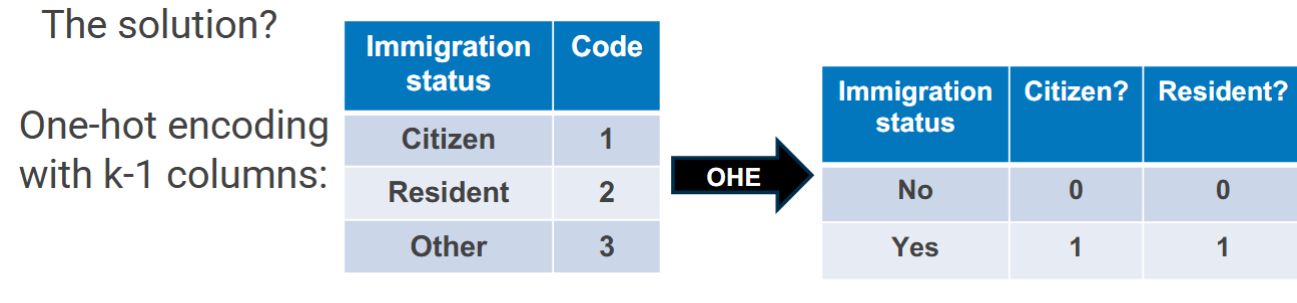 The solution?
One-hot encoding
with k-1 columns:
Immigration status Code
Citizen 1
Resident 2
Other 3
OHE
Immigration status Citizen? Resident?
No 0 0
Yes 1 1